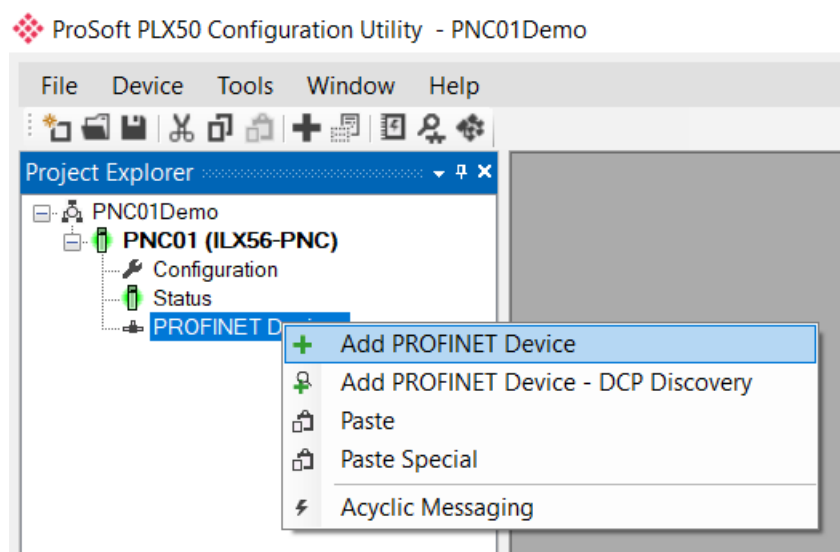 ProSoft PLX50 Configuration Utility - PNC01Demo
File Device Tools Window Help
Project Explorer
PNC01Demo
PNC01 (ILX56-PNC)
Configuration
Status
PROFINET
Add PROFINET Device
Add PROFINET Device - DCP Discovery
Paste
Paste Special
Acyclic Messaging